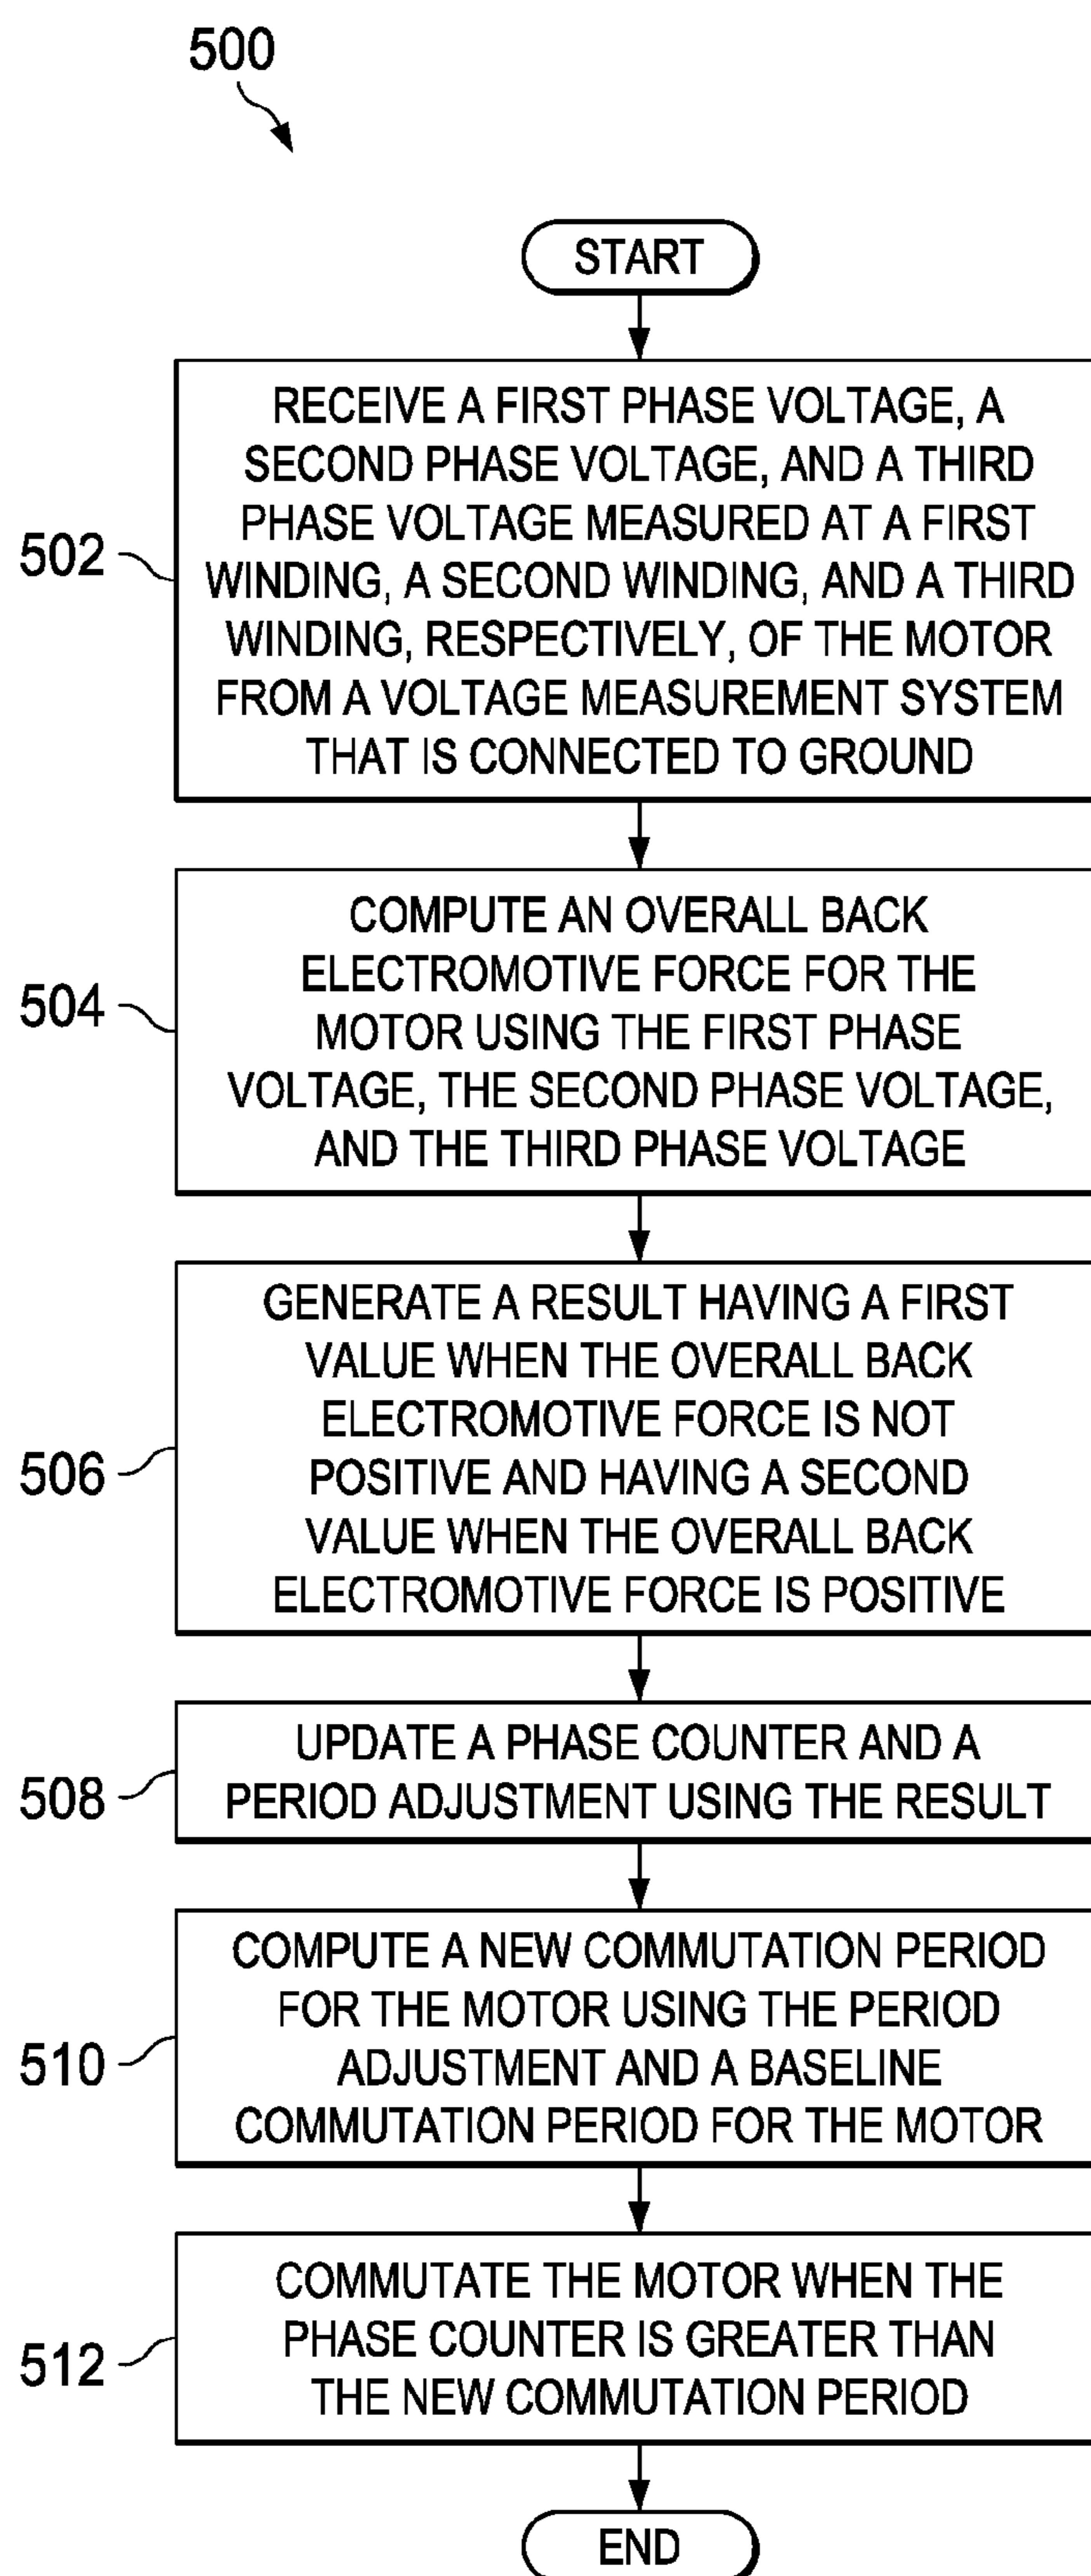 500
START
502
RECEIVE A FIRST PHASE VOLTAGE, A
SECOND PHASE VOLTAGE, AND A THIRD
PHASE VOLTAGE MEASURED AT A FIRST
WINDING, A SECOND WINDING, AND A THIRD
WINDING, RESPECTIVELY, OF THE MOTOR
FROM A VOLTAGE MEASUREMENT SYSTEM
THAT IS CONNECTED TO GROUND
504
COMPUTE AN OVERALL BACK
ELECTROMOTIVE FORCE FOR THE
MOTOR USING THE FIRST PHASE
VOLTAGE, THE SECOND PHASE VOLTAGE,
AND THE THIRD PHASE VOLTAGE
506
GENERATE A RESULT HAVING A FIRST
VALUE WHEN THE OVERALL BACK
ELECTROMOTIVE FORCE IS NOT
POSITIVE AND HAVING A SECOND
VALUE WHEN THE OVERALL BACK
ELECTROMOTIVE FORCE IS POSITIVE
508
UPDATE A PHASE COUNTER AND A
PERIOD ADJUSTMENT USING THE RESULT
510
COMPUTE A NEW COMMUTATION PERIOD
FOR THE MOTOR USING THE PERIOD
ADJUSTMENT AND A BASELINE
COMMUTATION PERIOD FOR THE MOTOR
512
COMMUTATE THE MOTOR WHEN THE
PHASE COUNTER IS GREATER THAN
THE NEW COMMUTATION PERIOD
END